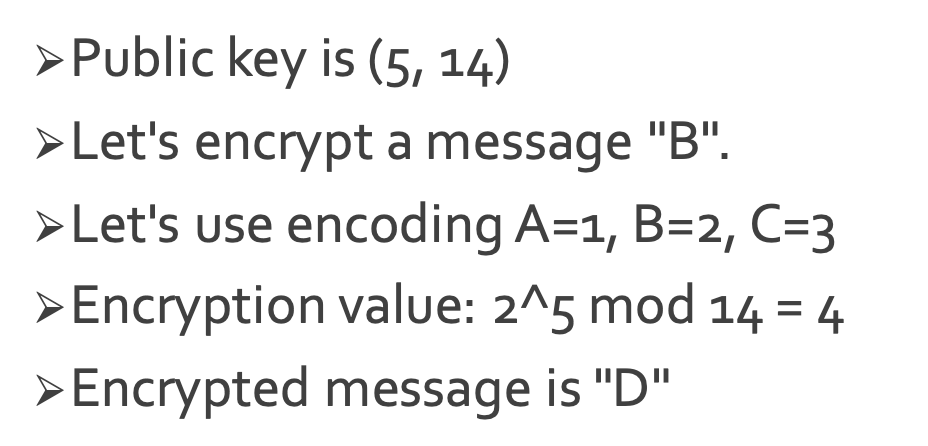 ➢Public key is (5, 14)
➢Let's encrypt a message "B".
➢Let's use encoding A=1, B=2, C=3
➢Encryption value: 2^5 mod 14 = 4
➢Encrypted message is "D"